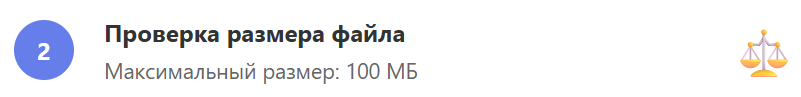 2
Проверка размера файла
Максимальный размер: 100 МБ